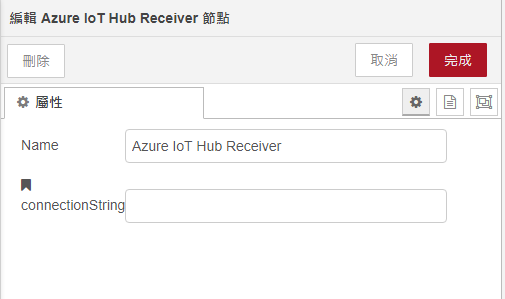 編輯 Azure IoT Hub Receiver 節點
刪除
取消
完成
屬性
Name
Azure IoT Hub Receiver
connectionString